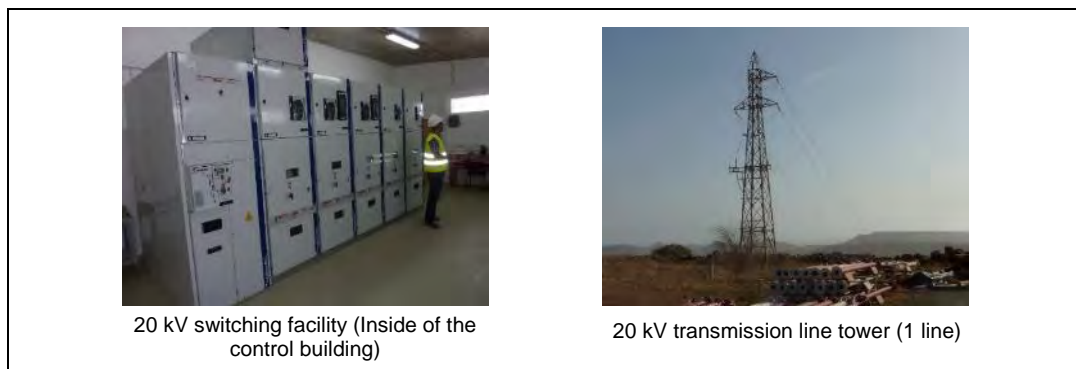 20 kV switching facility (Inside of the
control building)
20 kV transmission line tower (1 line)